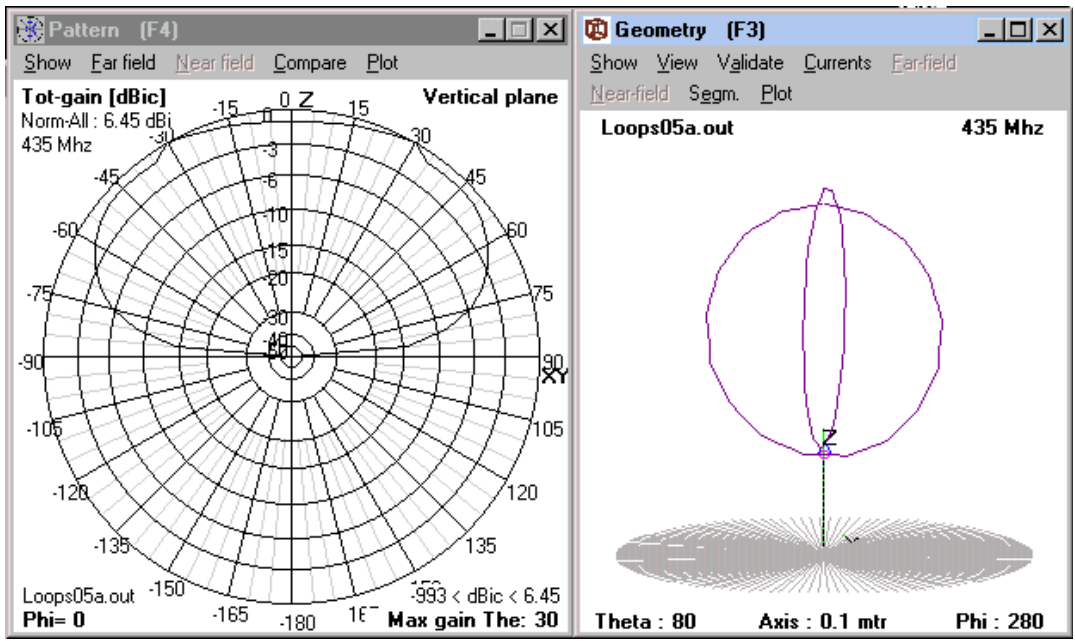 Pattern (F4)
Show Far field Near field Compare Plot
Tot-gain [dBic]
Vertical plane
Norm-All : 6.45 dBi
435 Mhz
0 Z
-15 15
-30 30
-45 45
-60 60
-75 75
-90 90
XY
-105 105
-120 120
-135 135
-150
-165
-180
0
-3
-6
-10
-15
-20
-30
Loops05a.out
-993 < dBic < 6.45
Phi= 0
Max gain The: 30
Geometry (F3)
Show View Validate Currents Far-field
Near-field Segm. Plot
Loops05a.out 435 Mhz
Z
Theta : 80 Axis : 0.1 mtr Phi : 280